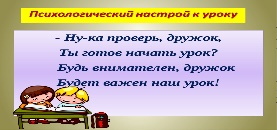 Психологический настрой к уроку
- Ну-ка проверь, дружок,
Ты готов начать урок?
Будь внимателен, дружок
Будет важен наш урок!